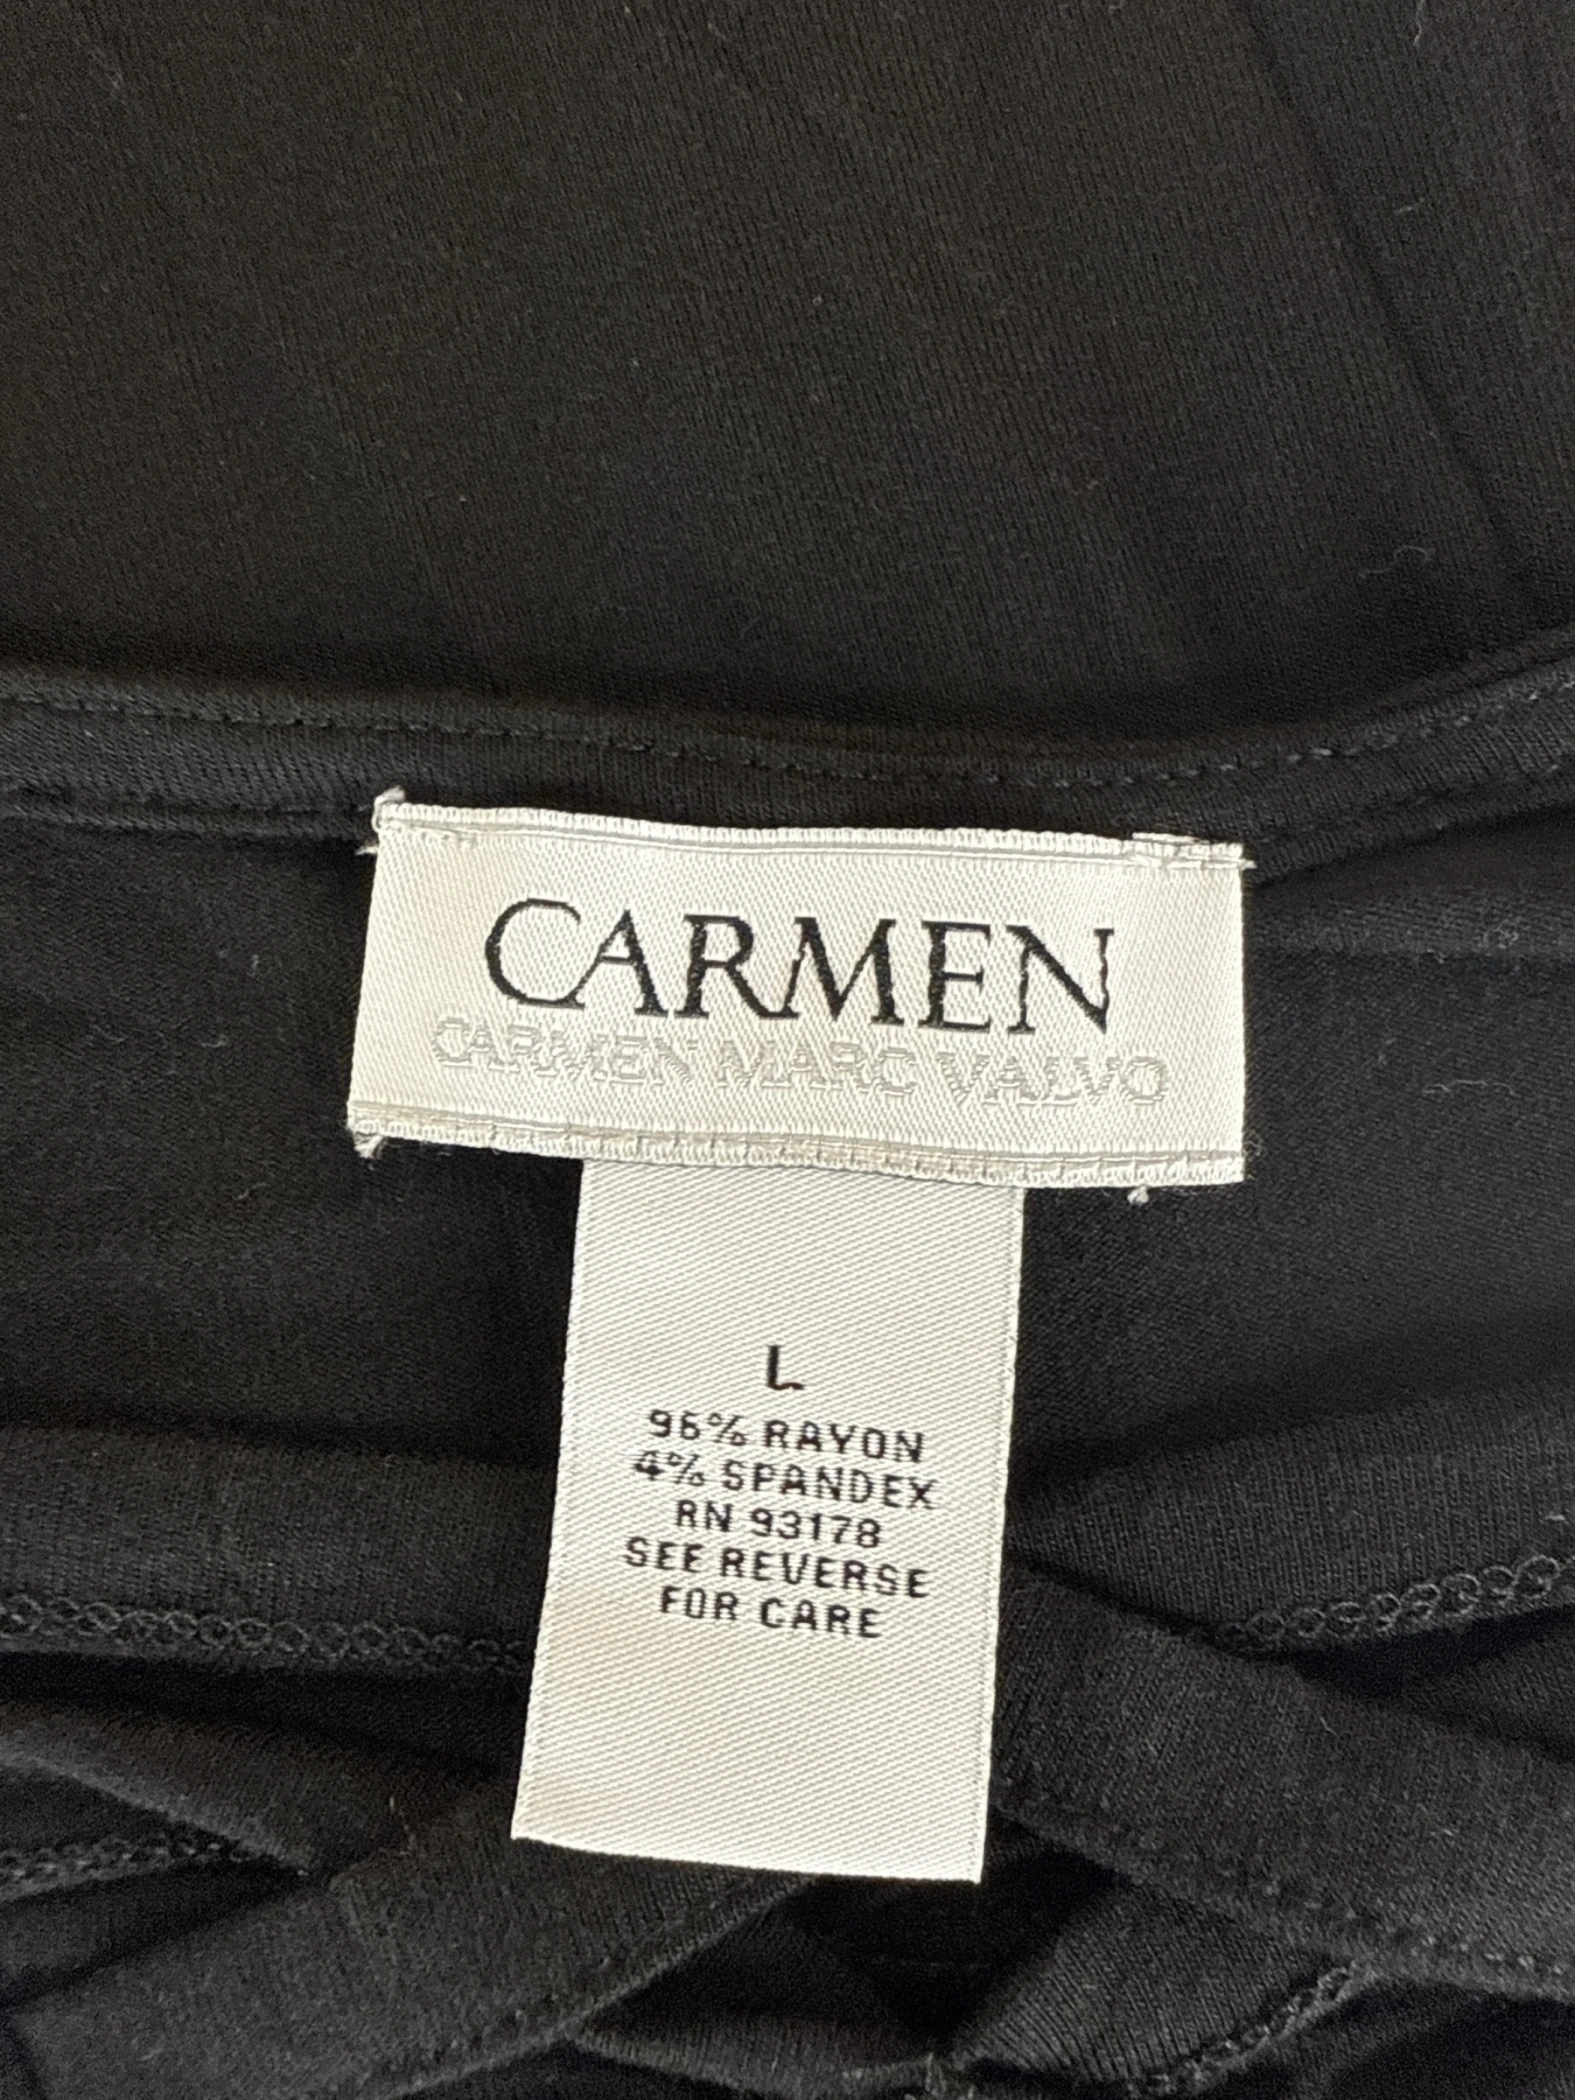 CARMEN
CARMEN MARC VALVO
L
96% RAYON
4% SPANDEX
RN 93178
SEE REVERSE
FOR CARE